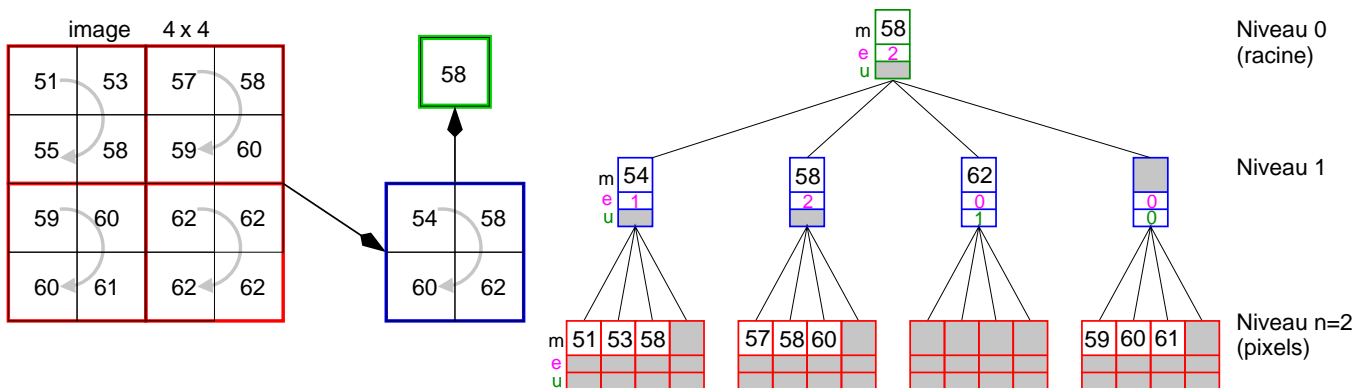 image 4 x 4
51 53 57 58
55 58 59 60
59 60 62 62
60 61 62 62
58
54 58
60 62
m 58
e 2
u
Niveau 0
(racine)
m 54 58 62
e 1 2 0 0
u 1 0
Niveau 1
m 51 53 58 57 58 60 59 60 61
e
u
Niveau n=2
(pixels)